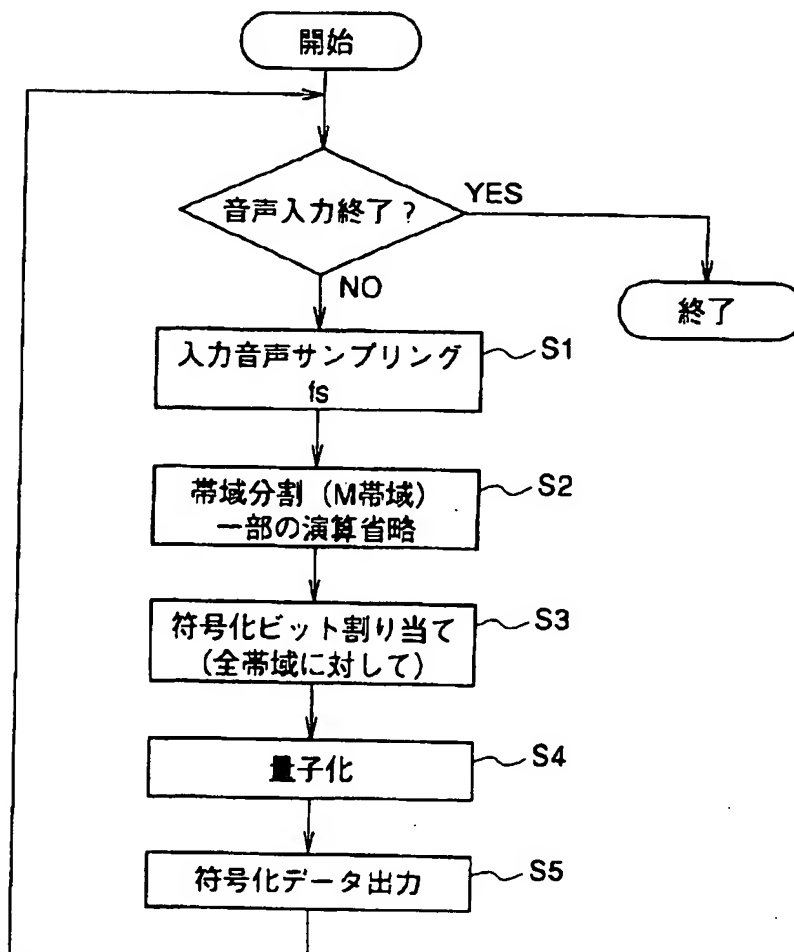 開始
音声入力終了?
YES
NO
終了
入力音声サンプリング
fs
S1
帯域分割 (M帯域)
一部の演算省略
S2
符号化ビット割り当て
(全帯域に対して)
S3
量子化
S4
符号化データ出力
S5